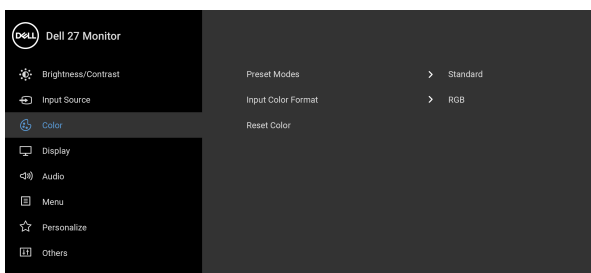 DELL Dell 27 Monitor
Brightness/Contrast
Input Source
Color
Display
Audio
Menu
Personalize
Others
Preset Modes > Standard
Input Color Format > RGB
Reset Color